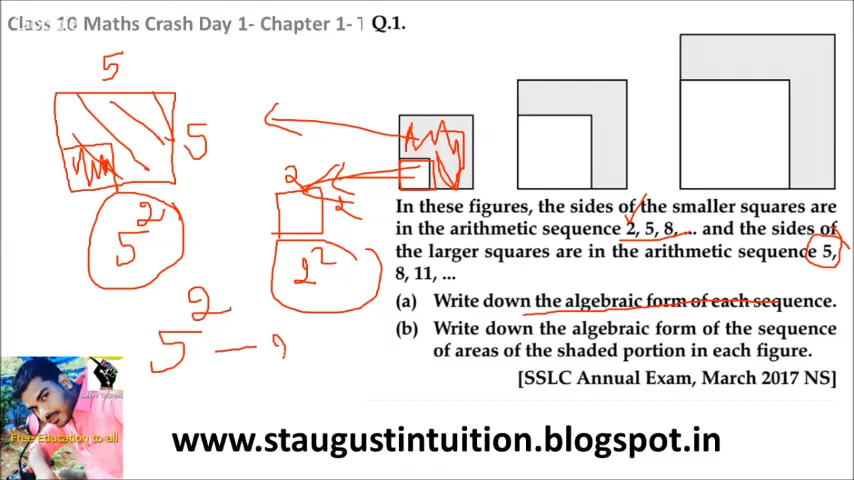 Class 10 Maths Crash Day 1- Chapter 1- T
Q.1.
5
5
5²
2
2
2²
5² –
In these figures, the sides of the smaller squares are
in the arithmetic sequence 2, 5, 8, ... and the sides of
the larger squares are in the arithmetic sequence 5,
8, 11, ...
(a) Write down the algebraic form of each sequence.
(b) Write down the algebraic form of the sequence
of areas of the shaded portion in each figure.
[SSLC Annual Exam, March 2017 NS]
Free Education to all
www.staugustintuition.blogspot.in